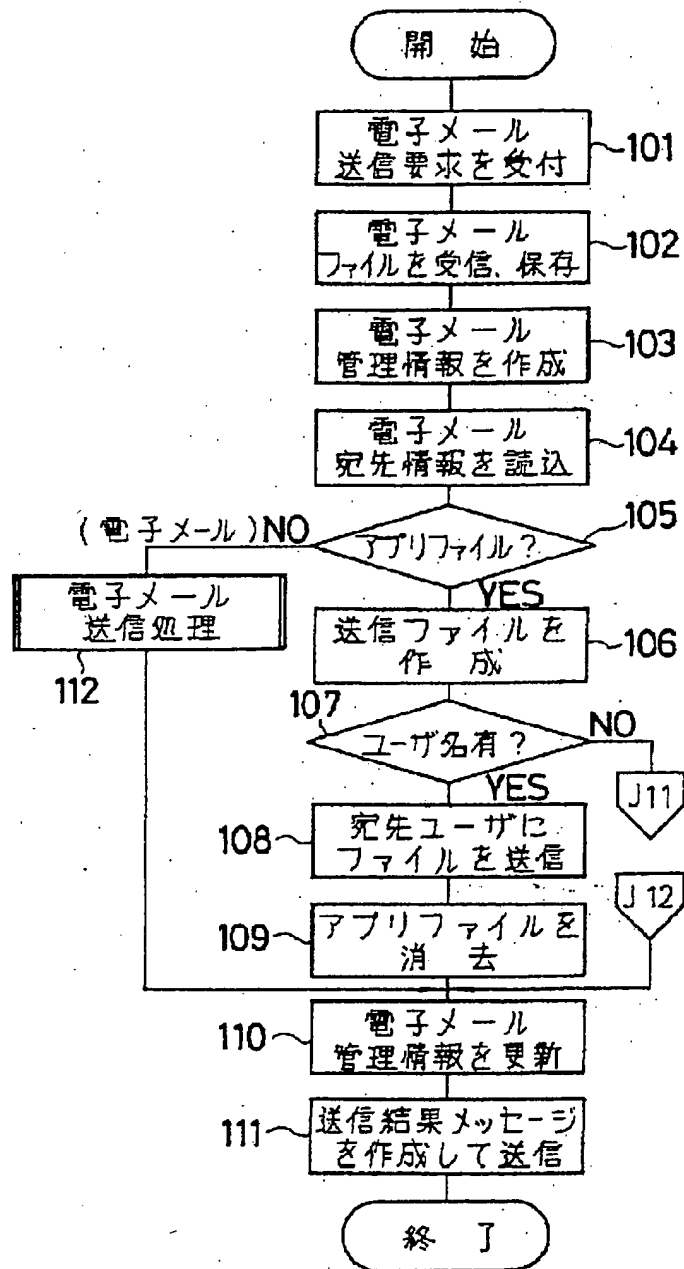 開始
電子メール
送信要求を受付
101
電子メール
ファイルを受信、保存
102
電子メール
管理情報を作成
103
電子メール
宛先情報を読込
104
(電子メール) NO
アプリファイル?
105
YES
電子メール
送信処理
112
送信ファイルを
作成
106
107
ユーザ名有?
NO
J11
YES
108
宛先ユーザに
ファイルを送信
J12
109
アプリファイルを
消去
110
電子メール
管理情報を更新
111
送信結果メッセージ
を作成して送信
終了